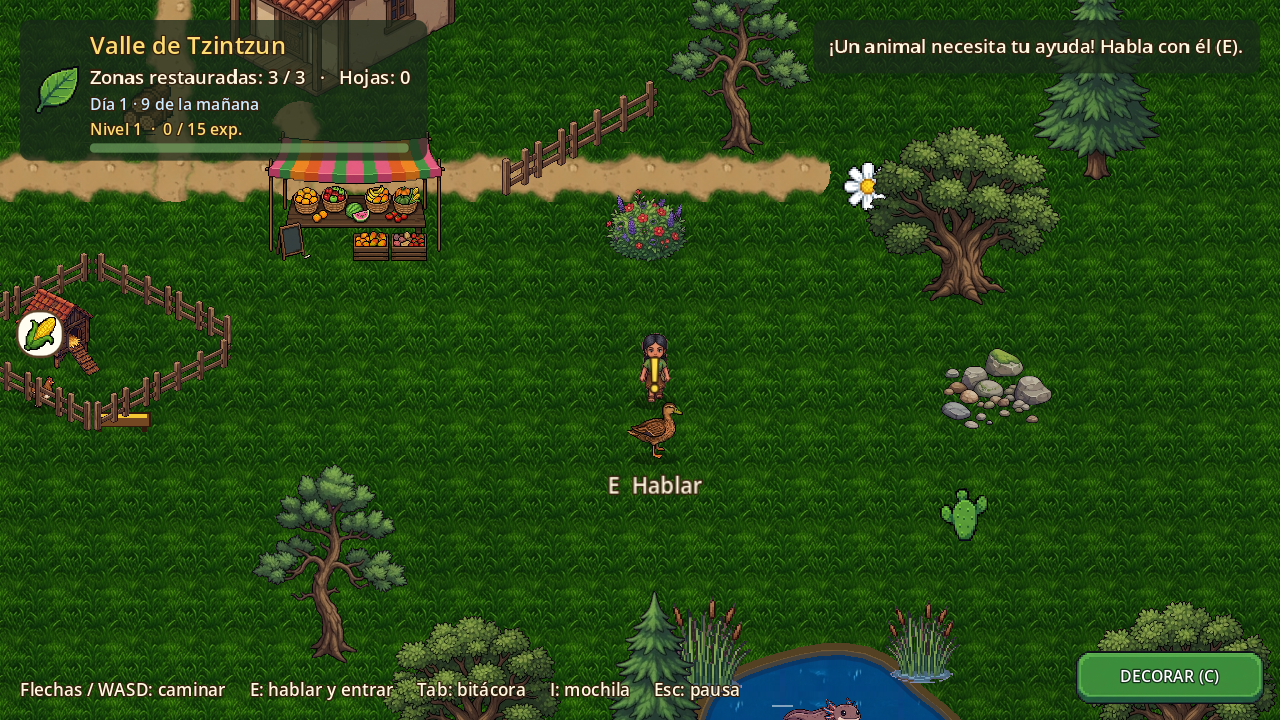 Valle de Tzintzun
Zonas restauradas: 3 / 3 · Hojas: 0
Día 1 · 9 de la mañana
Nivel 1 · 0 / 15 exp.
¡Un animal necesita tu ayuda! Habla con él (E).
E Hablar
Flechas / WASD: caminar E: hablar y entrar Tab: bitácora I: mochila Esc: pausa
DECORAR (C)